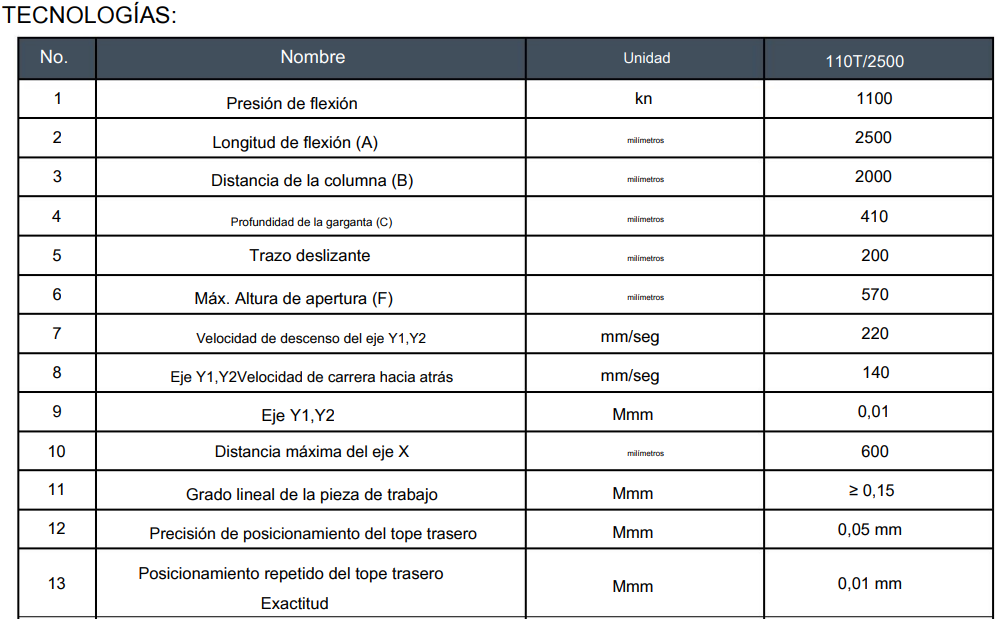 TECNOLOGÍAS:
No. Nombre Unidad 110T/2500
1 Presión de flexión kn 1100
2 Longitud de flexión (A) milímetros 2500
3 Distancia de la columna (B) milímetros 2000
4 Profundidad de la garganta (C) milímetros 410
5 Trazo deslizante milímetros 200
6 Máx. Altura de apertura (F) milímetros 570
7 Velocidad de descenso del eje Y1,Y2 mm/seg 220
8 Eje Y1,Y2Velocidad de carrera hacia atrás mm/seg 140
9 Eje Y1,Y2 Mmm 0,01
10 Distancia máxima del eje X milímetros 600
11 Grado lineal de la pieza de trabajo Mmm ≥ 0,15
12 Precisión de posicionamiento del tope trasero Mmm 0,05 mm
13 Posicionamiento repetido del tope trasero Mmm 0,01 mm
Exactitud